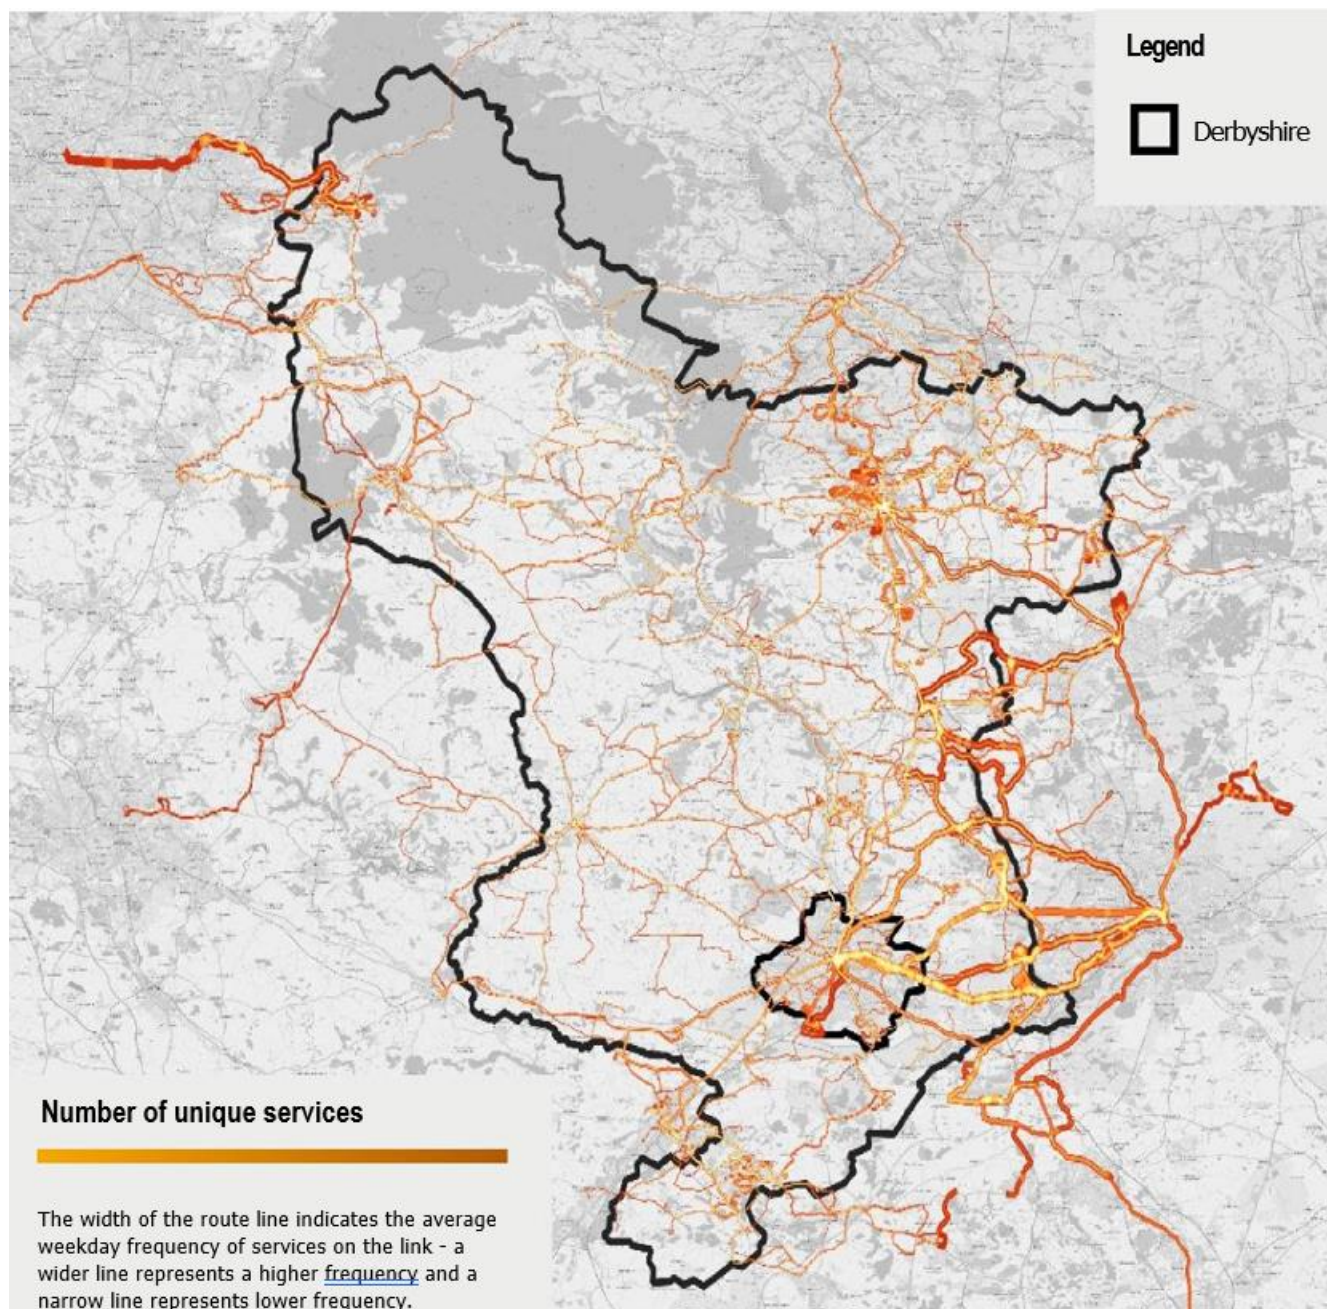 Legend
Derbyshire
Number of unique services
The width of the route line indicates the average
weekday frequency of services on the link - a
wider line represents a higher frequency and a
narrow line represents lower frequency.